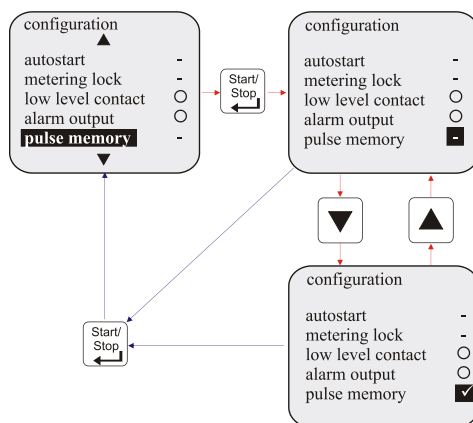 configuration
autostart -
metering lock -
low level contact
alarm output
pulse memory -
Start/
Stop
configuration
autostart -
metering lock -
low level contact
alarm output
pulse memory -
Start/
Stop
configuration
autostart -
metering lock -
low level contact
alarm output
pulse memory ✓